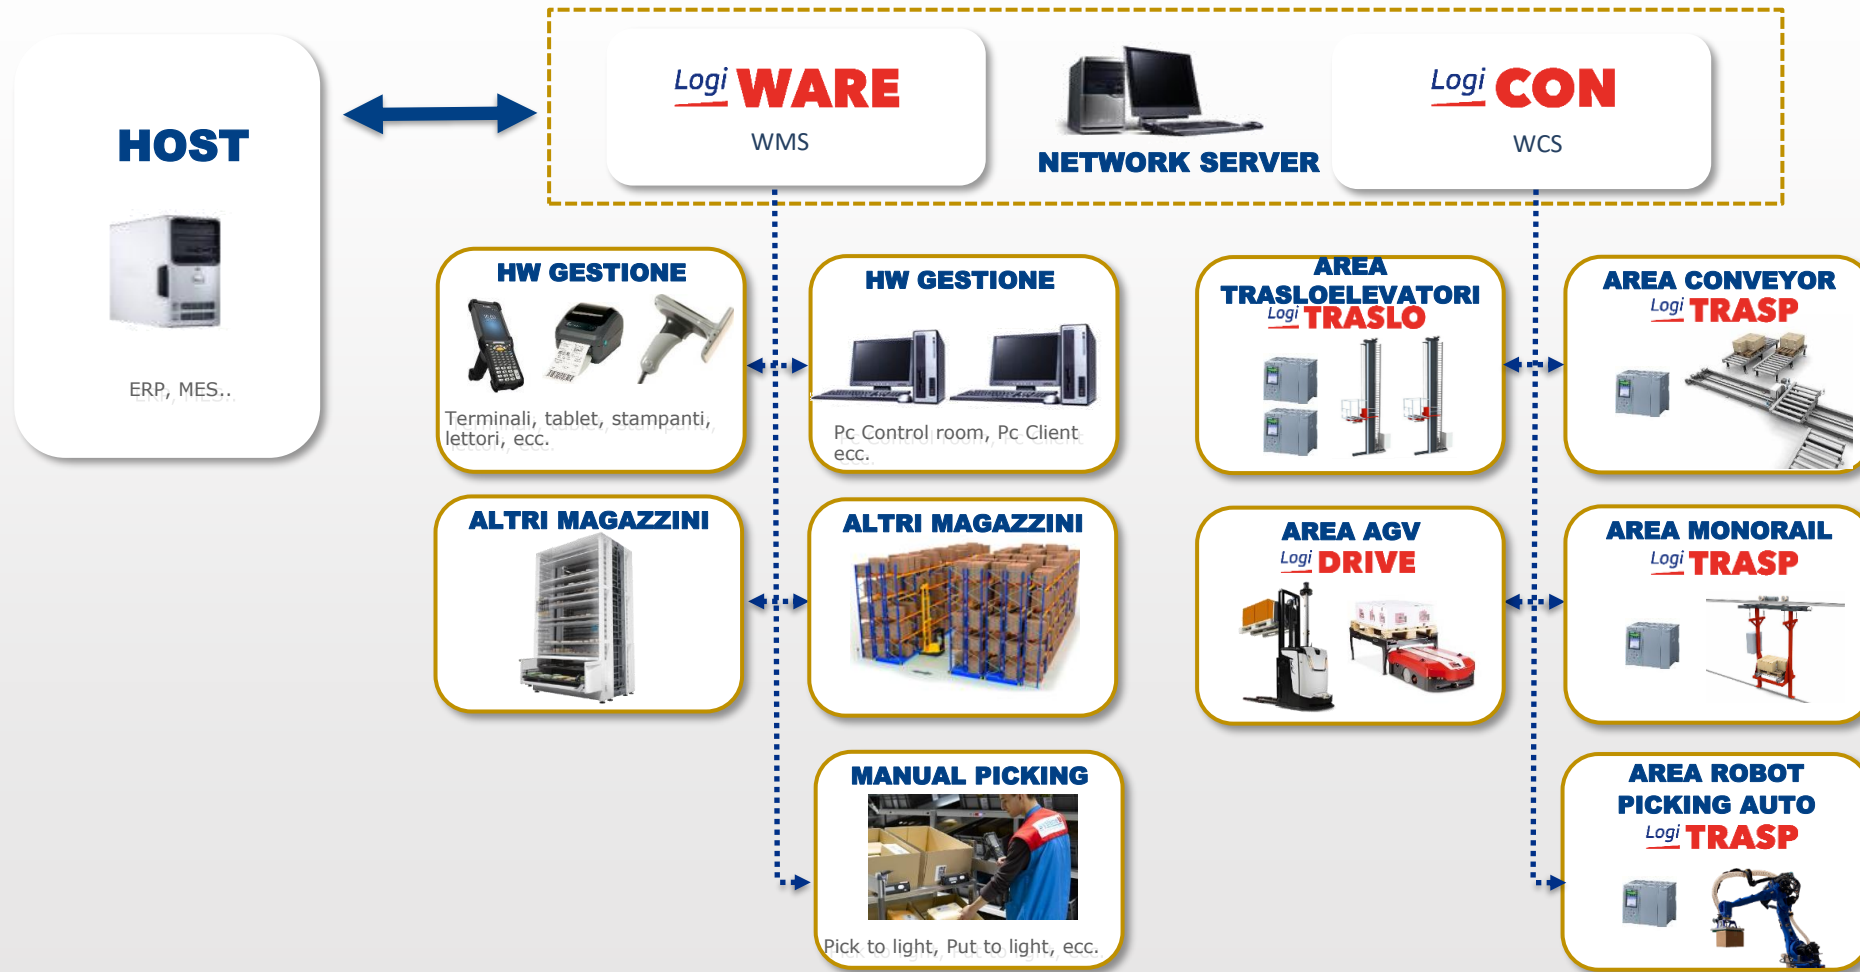 HOST
ERP, MES..
Logi WARE
WMS
NETWORK SERVER
Logi CON
WCS
HW GESTIONE
Terminali, tablet, stampanti,
lettori, ecc.
HW GESTIONE
Pc Control room, Pc Client
ecc.
AREA
TRASLOELEVATORI
Logi TRASLO
AREA CONVEYOR
Logi TRASP
ALTRI MAGAZZINI
ALTRI MAGAZZINI
AREA AGV
Logi DRIVE
AREA MONORAIL
Logi TRASP
MANUAL PICKING
Pick to light, Put to light, ecc.
AREA ROBOT
PICKING AUTO
Logi TRASP